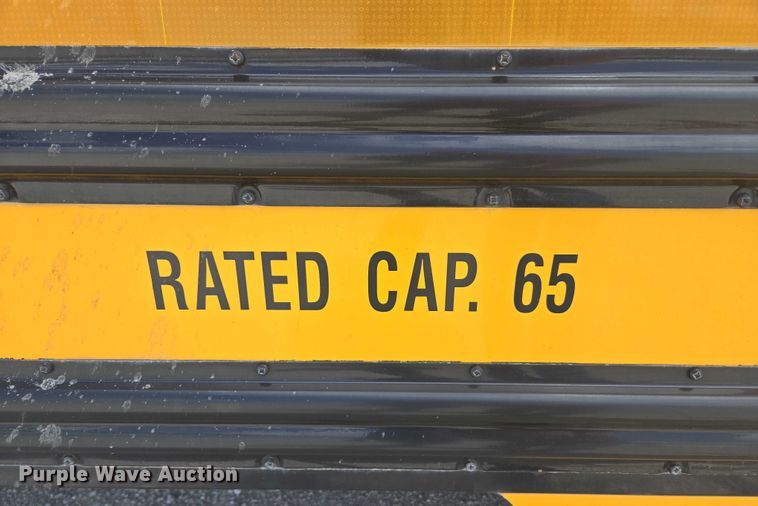 RATED CAP. 65
Purple Wave Auction